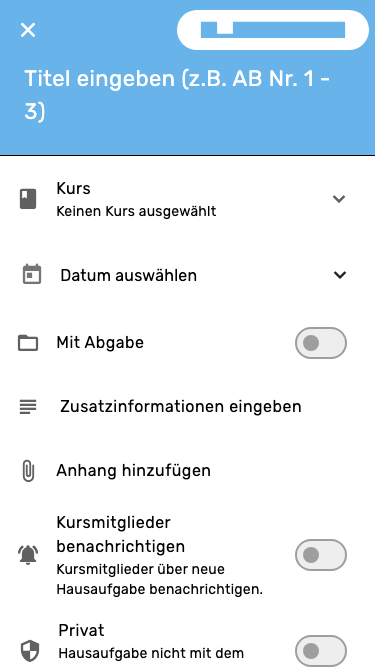 Titel eingeben (z.B. AB Nr. 1 -
3)
Kurs
Keinen Kurs ausgewählt
Datum auswählen
Mit Abgabe
Zusatzinformationen eingeben
Anhang hinzufügen
Kursmitglieder
benachrichtigen
Kursmitglieder über neue
Hausaufgabe benachrichtigen.
Privat
Hausaufgabe nicht mit dem